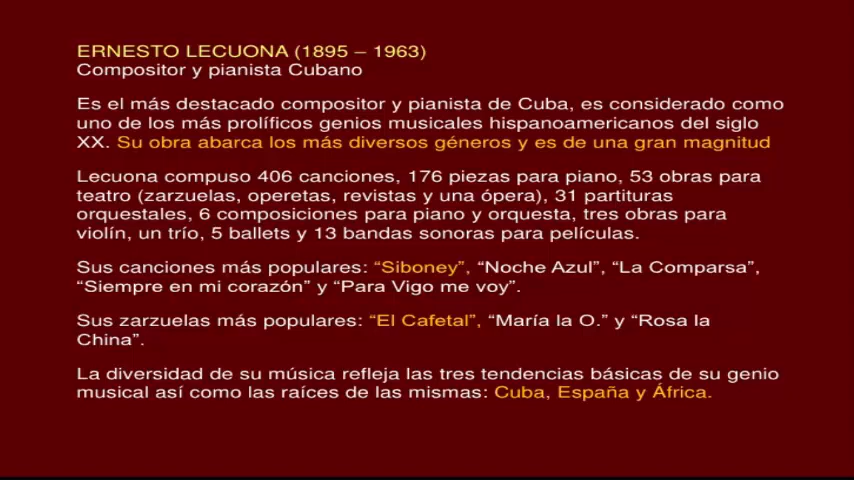 ERNESTO LECUONA (1895 – 1963)
Compositor y pianista Cubano
Es el más destacado compositor y pianista de Cuba, es considerado como
uno de los más prolíficos genios musicales hispanoamericanos del siglo
XX. Su obra abarca los más diversos géneros y es de una gran magnitud
Lecuona compuso 406 canciones, 176 piezas para piano, 53 obras para
teatro (zarzuelas, operetas, revistas y una ópera), 31 partituras
orquestales, 6 composiciones para piano y orquesta, tres obras para
violín, un trío, 5 ballets y 13 bandas sonoras para películas.
Sus canciones más populares: “Siboney”, “Noche Azul”, “La Comparsa”,
“Siempre en mi corazón” y “Para Vigo me voy”.
Sus zarzuelas más populares: “El Cafetal”, “María la O.” y “Rosa la
China”.
La diversidad de su música refleja las tres tendencias básicas de su genio
musical así como las raíces de las mismas: Cuba, España y África.